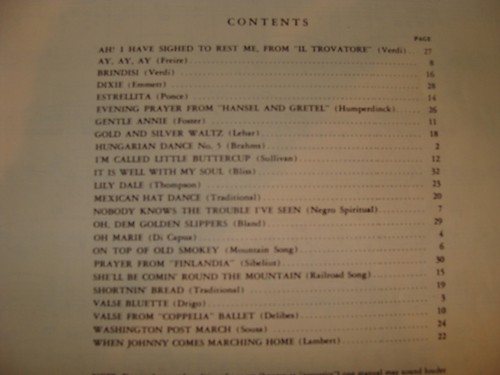 CONTENTS
PAGE
AH! I HAVE SIGHED TO REST ME, FROM "IL TROVATORE" (Verdi) 27
AY, AY, AY (Freire) 8
BRINDISI (Verdi) 16
DIXIE (Emmert) 28
ESTRELLITA (Ponce) 14
EVENING PRAYER FROM "HANSEL AND GRETEL" (Humperdinck) 26
GENTLE ANNIE (Foster) 11
GOLD AND SILVER WALTZ (Lehar) 18
HUNGARIAN DANCE No. 5 (Brahms) 2
I'M CALLED LITTLE BUTTERCUP (Sullivan) 12
IT IS WELL WITH MY SOUL (Bliss) 32
LILY DALE (Thompson) 23
MEXICAN HAT DANCE (Traditional) 20
NOBODY KNOWS THE TROUBLE I'VE SEEN (Negro Spiritual) 7
OH, DEM GOLDEN SLIPPERS (Bland) 29
OH MARIE (Di Capua) 4
ON TOP OF OLD SMOKEY (Mountain Song) 6
PRAYER FROM "FINLANDIA" (Sibelius) 30
SHE'LL BE COMIN' ROUND THE MOUNTAIN (Railroad Song) 15
SHORTNIN' BREAD (Traditional) 19
VALSE BLUETTE (Drigo) 3
VALSE FROM "COPPELIA" BALLET (Delibes) 10
WASHINGTON POST MARCH (Sousa) 24
WHEN JOHNNY COMES MARCHING HOME (Lambert) 22